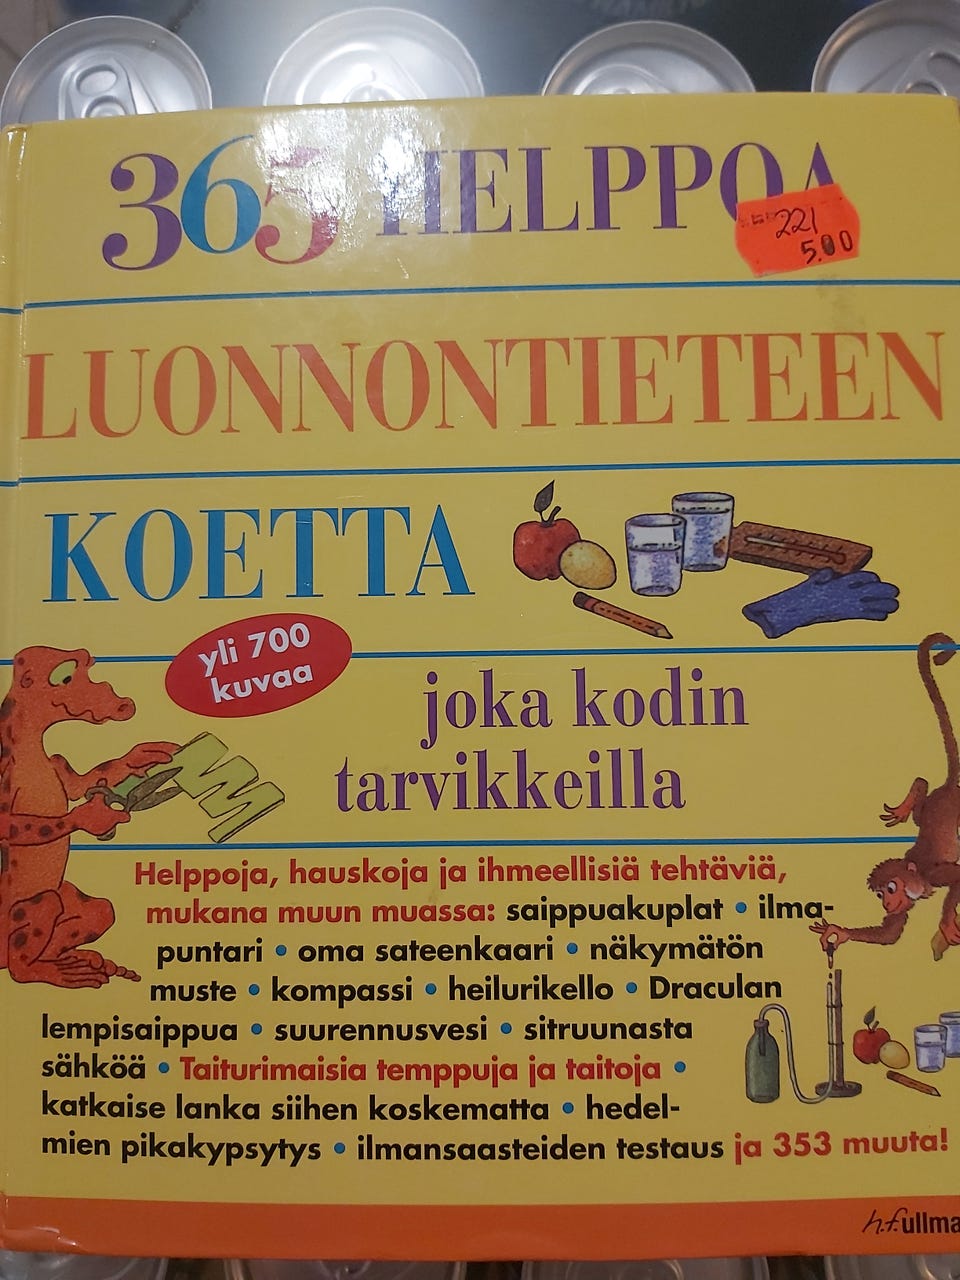 365 HELPPOA
221
5.00
LUONNONTIETEEN
KOETTA
yli 700
kuvaa
joka kodin
tarvikkeilla
Helppoja, hauskoja ja ihmeellisiä tehtäviä,
mukana muun muassa: saippuakuplat • ilma-
puntari • oma sateenkaari • näkymätön
muste • kompassi • heilurikello • Draculan
lempisaippua • suurennusvesi • sitruunasta
sähköä • Taiturimaisia temppuja ja taitoja •
katkaise lanka siihen koskematta • hedel-
mien pikakypsytys • ilmansaasteiden testaus ja 353 muuta!
h.f.ullma